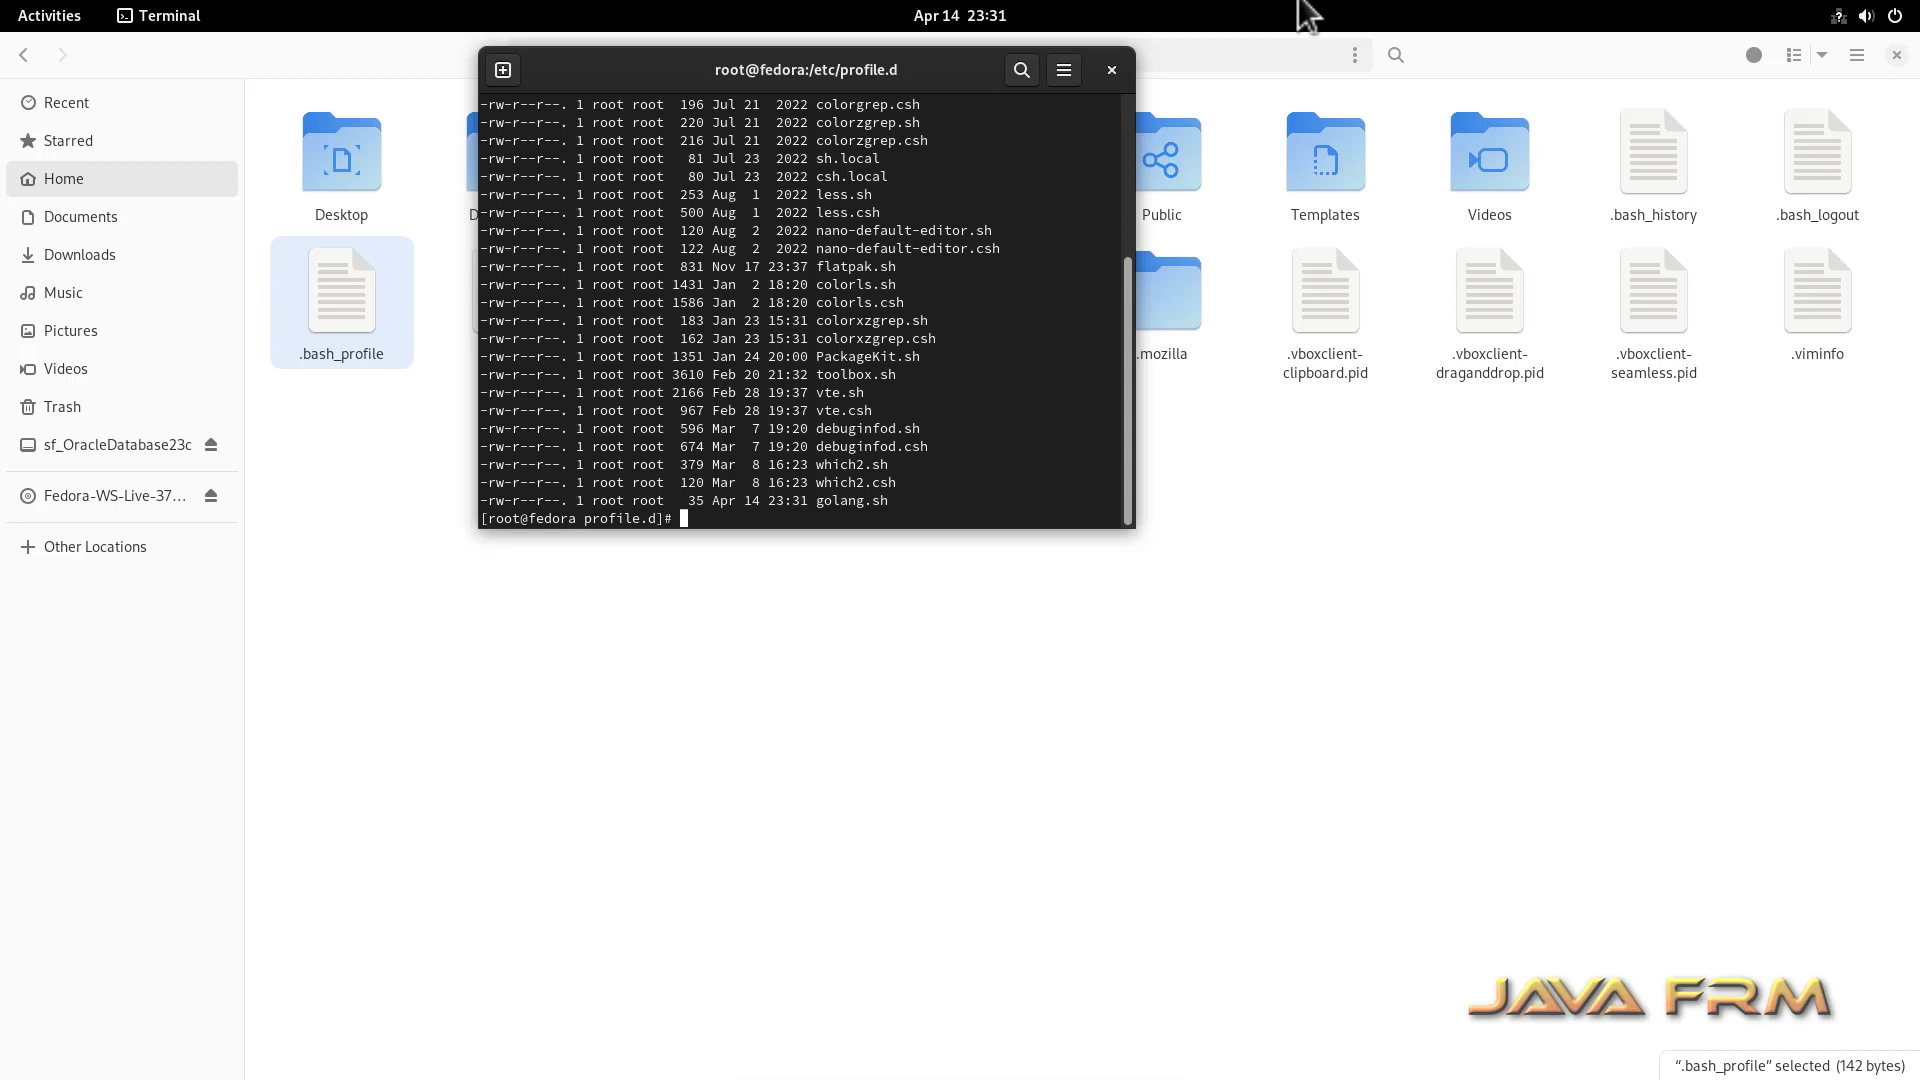 Activities
Terminal
Apr 14 23:31
root@fedora:/etc/profile.d
-rw-r--r--. 1 root root 196 Jul 21 2022 colorgrep.csh
-rw-r--r--. 1 root root 220 Jul 21 2022 colorzgrep.sh
-rw-r--r--. 1 root root 216 Jul 21 2022 colorzgrep.csh
-rw-r--r--. 1 root root 81 Jul 23 2022 sh.local
-rw-r--r--. 1 root root 80 Jul 23 2022 csh.local
-rw-r--r--. 1 root root 253 Aug 1 2022 less.sh
-rw-r--r--. 1 root root 500 Aug 1 2022 less.csh
-rw-r--r--. 1 root root 120 Aug 2 2022 nano-default-editor.sh
-rw-r--r--. 1 root root 122 Aug 2 2022 nano-default-editor.csh
-rw-r--r--. 1 root root 831 Nov 17 23:37 flatpak.sh
-rw-r--r--. 1 root root 1431 Jan 2 18:20 colorls.sh
-rw-r--r--. 1 root root 1586 Jan 2 18:20 colorls.csh
-rw-r--r--. 1 root root 183 Jan 23 15:31 colorxzgrep.sh
-rw-r--r--. 1 root root 162 Jan 23 15:31 colorxzgrep.csh
-rw-r--r--. 1 root root 1351 Jan 24 20:00 PackageKit.sh
-rw-r--r--. 1 root root 3610 Feb 20 21:32 toolbox.sh
-rw-r--r--. 1 root root 2166 Feb 28 19:37 vte.sh
-rw-r--r--. 1 root root 967 Feb 28 19:37 vte.csh
-rw-r--r--. 1 root root 596 Mar 7 19:20 debuginfod.sh
-rw-r--r--. 1 root root 674 Mar 7 19:20 debuginfod.csh
-rw-r--r--. 1 root root 379 Mar 8 16:23 which2.sh
-rw-r--r--. 1 root root 120 Mar 8 16:23 which2.csh
-rw-r--r--. 1 root root 35 Apr 14 23:31 golang.sh
[root@fedora profile.d]#
Recent
Starred
Home
Documents
Downloads
Music
Pictures
Videos
Trash
sf_OracleDatabase23c
Fedora-WS-Live-37...
Other Locations
Desktop
D
Public
Templates
Videos
.bash_history
.bash_logout
.bash_profile
.mozilla
.vboxclient-
clipboard.pid
.vboxclient-
draganddrop.pid
.vboxclient-
seamless.pid
.viminfo
JAVA FRM
“.bash_profile” selected (142 bytes)